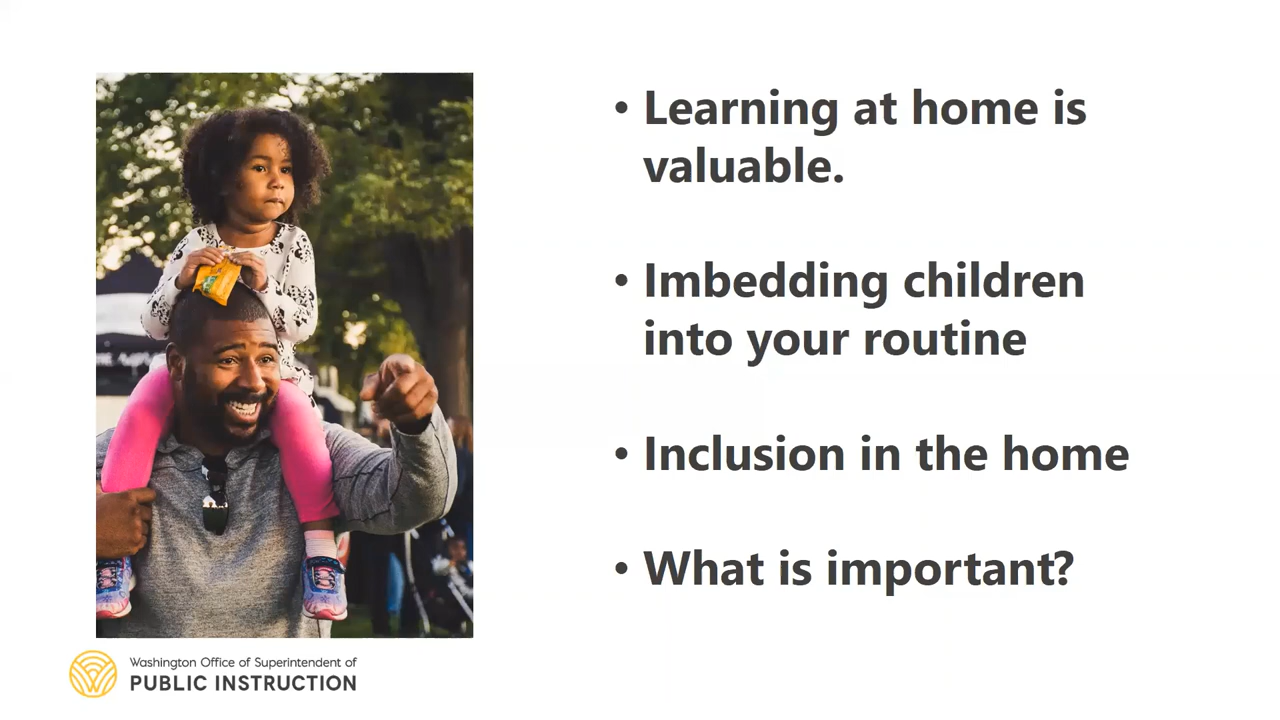 • Learning at home is
valuable.
• Imbedding children
into your routine
• Inclusion in the home
• What is important?
Washington Office of Superintendent of
PUBLIC INSTRUCTION